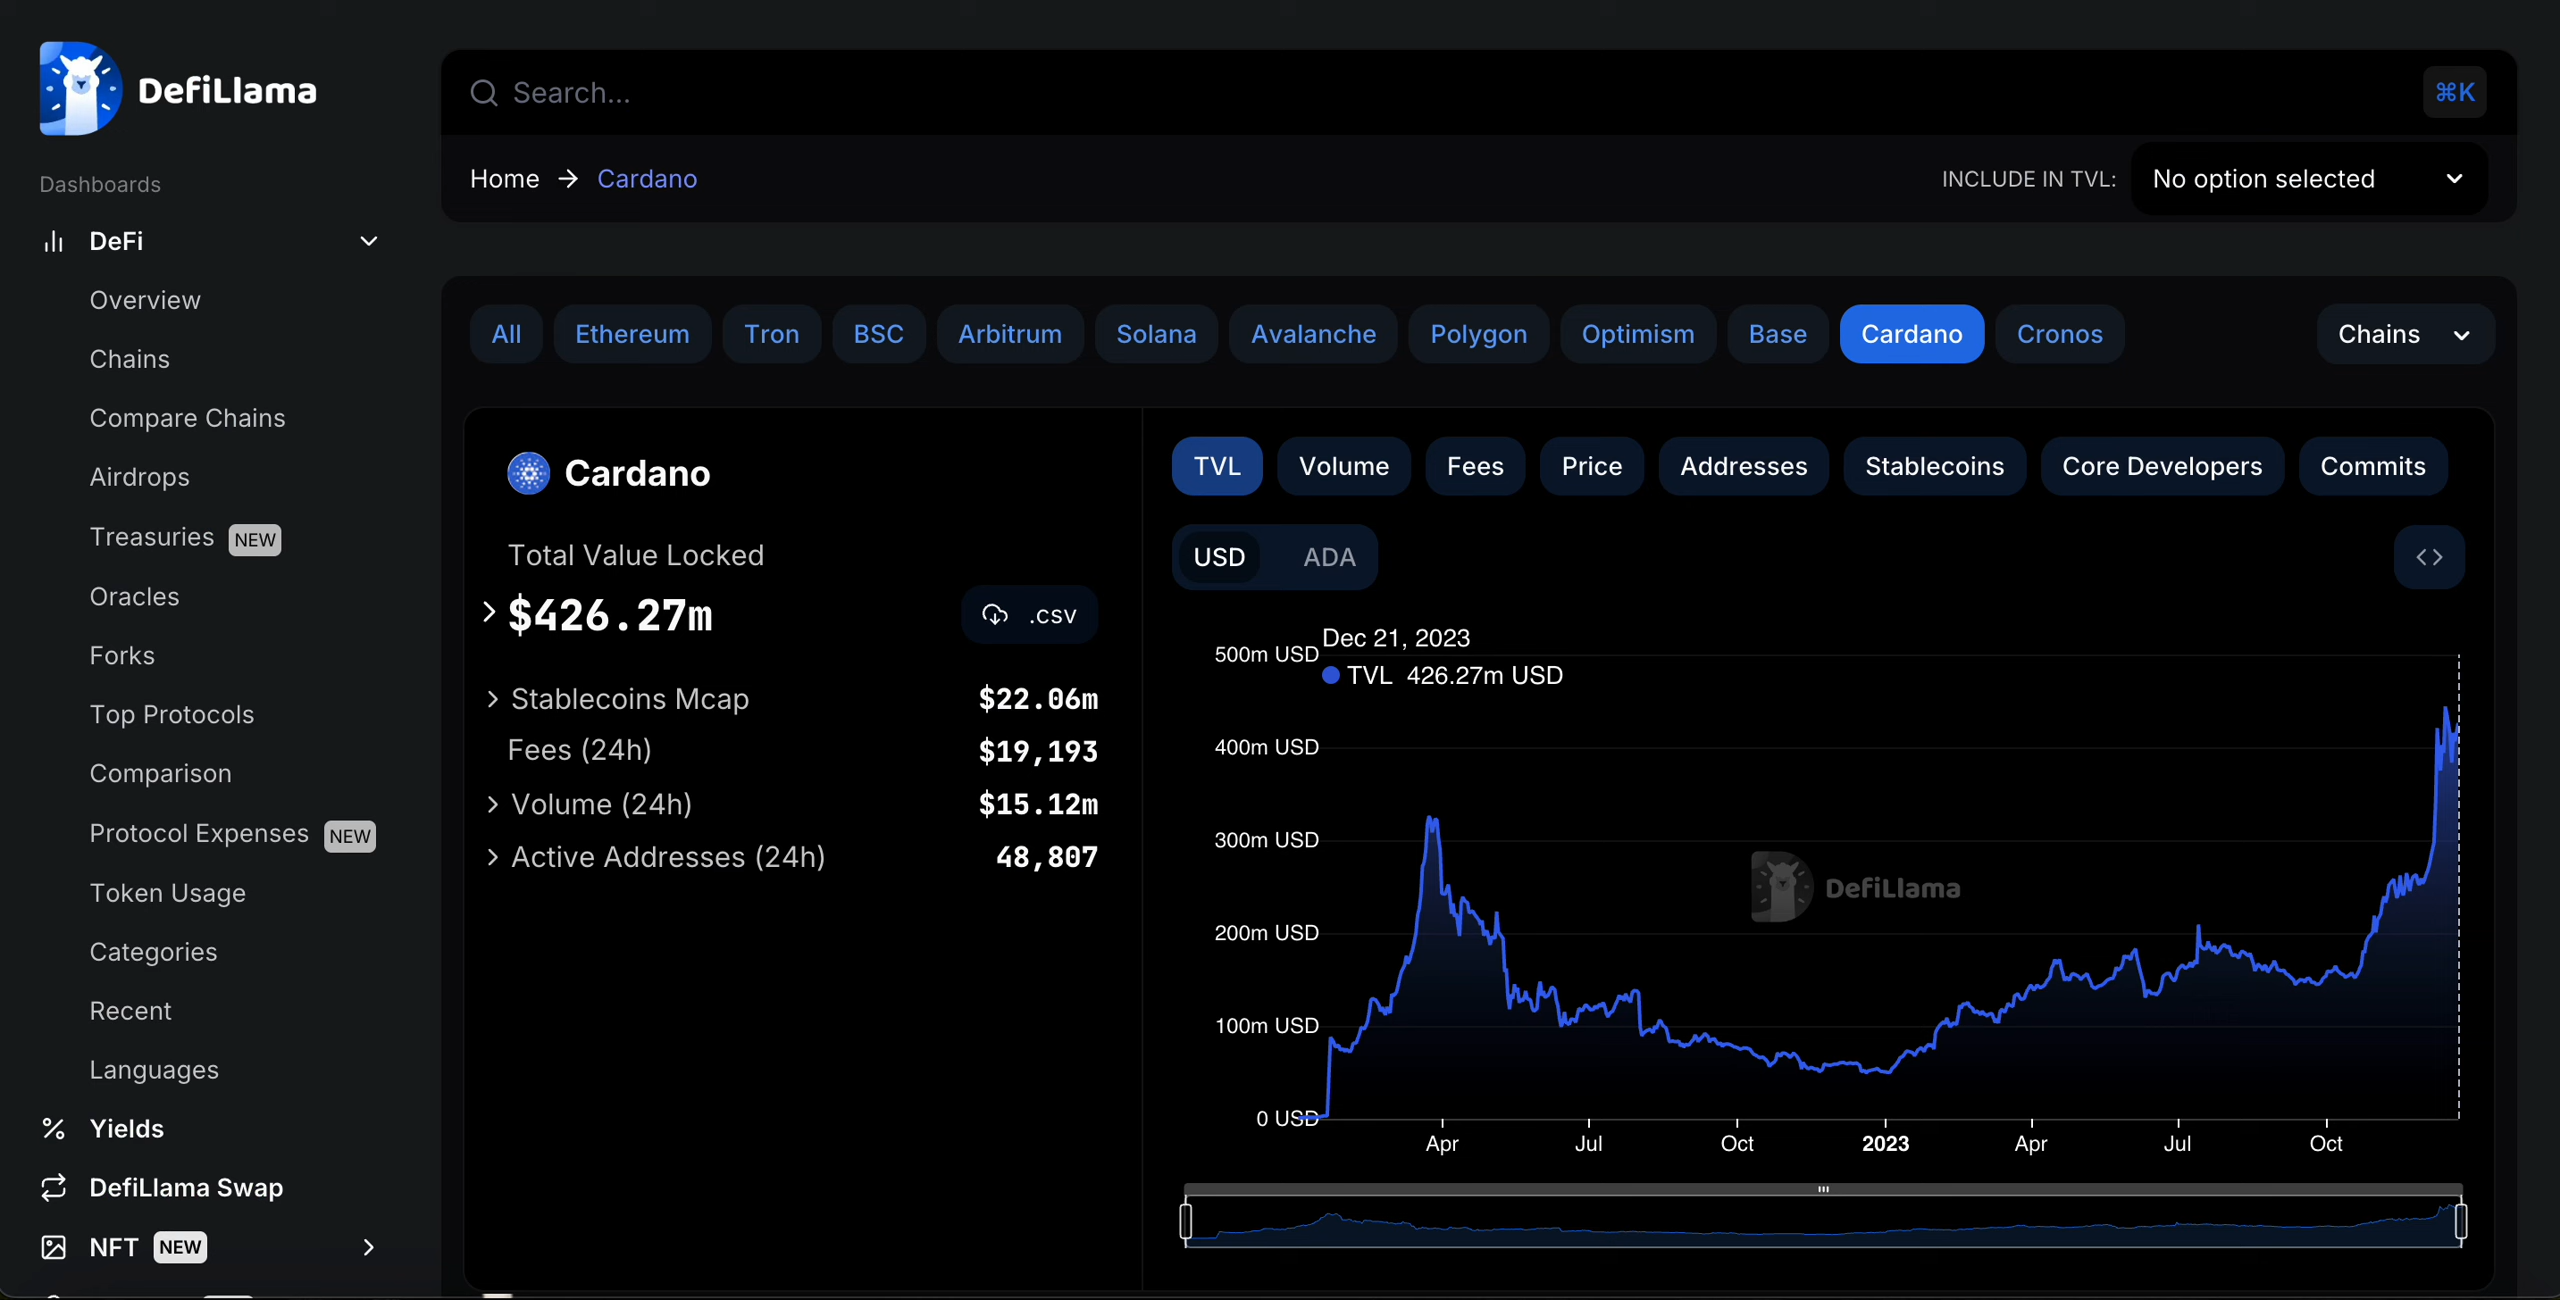 DefiLlama
Dashboards
DeFi
Overview
Chains
Compare Chains
Airdrops
Treasuries NEW
Oracles
Forks
Top Protocols
Comparison
Protocol Expenses NEW
Token Usage
Categories
Recent
Languages
Yields
DefiLlama Swap
NFT NEW
Search...
⌘K
Home → Cardano
INCLUDE IN TVL: No option selected
All Ethereum Tron BSC Arbitrum Solana Avalanche Polygon Optimism Base Cardano Cronos Chains
Cardano
Total Value Locked
$426.27m
.csv
Stablecoins Mcap $22.06m
Fees (24h) $19,193
Volume (24h) $15.12m
Active Addresses (24h) 48,807
TVL Volume Fees Price Addresses Stablecoins Core Developers Commits
USD ADA
Dec 21, 2023
TVL 426.27m USD
500m USD
400m USD
300m USD
200m USD
100m USD
0 USD
DefiLlama
Apr Jul Oct 2023 Apr Jul Oct